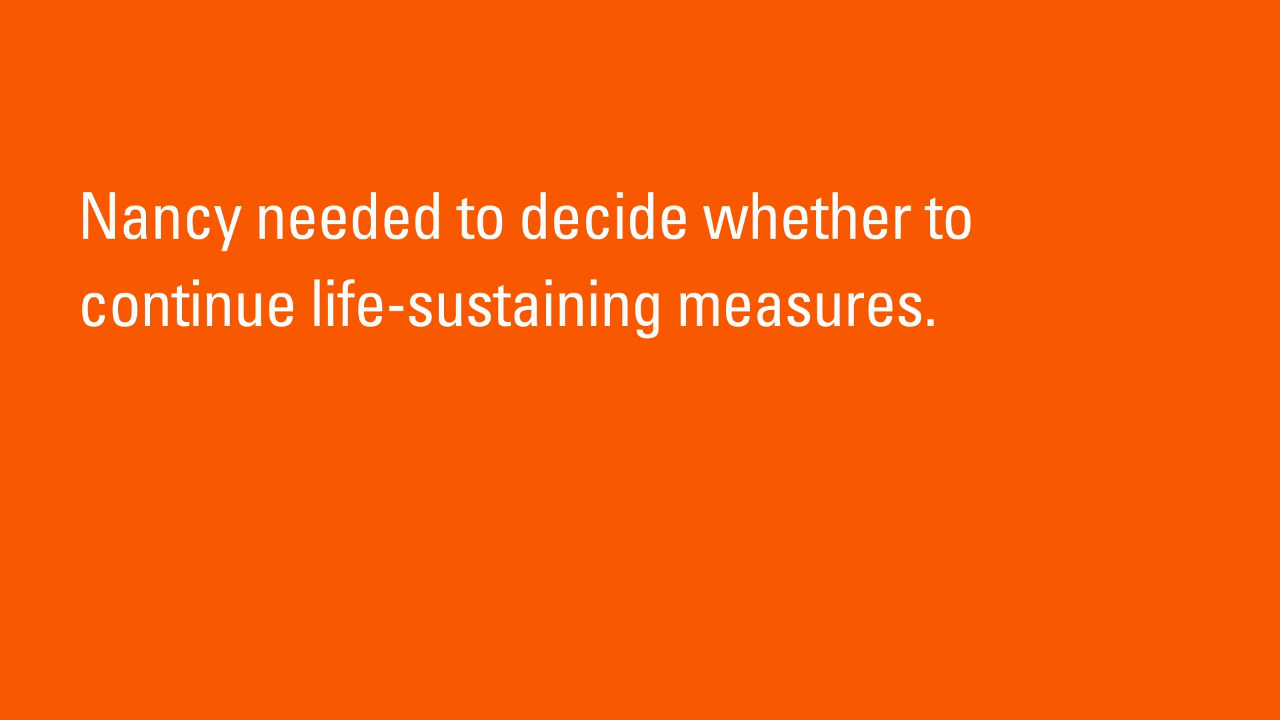 Nancy needed to decide whether to
continue life-sustaining measures.